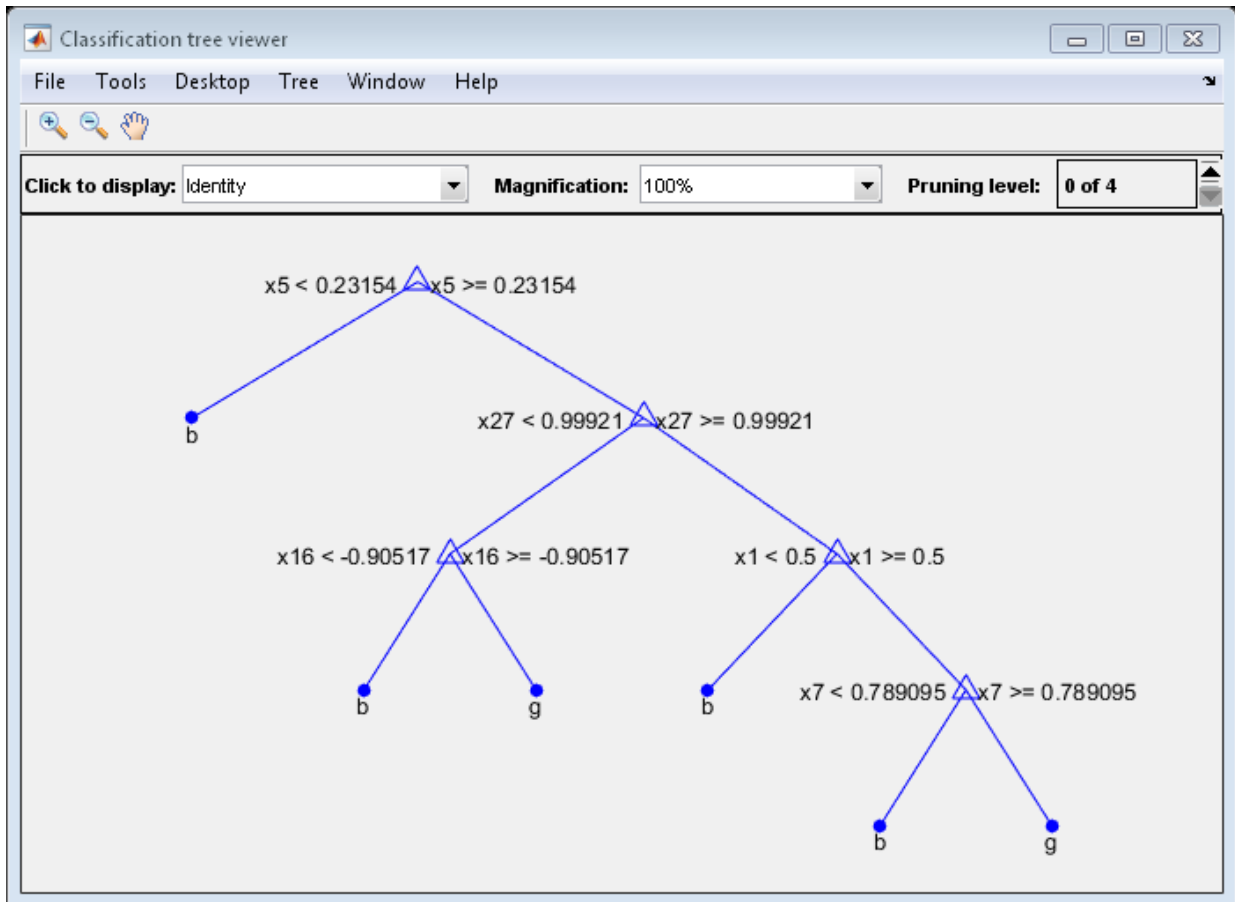 Classification tree viewer
File Tools Desktop Tree Window Help
Click to display: Identity Magnification: 100% Pruning level: 0 of 4
x5 < 0.23154 x5 >= 0.23154
b
x27 < 0.99921 x27 >= 0.99921
x16 < -0.90517 x16 >= -0.90517 x1 < 0.5 x1 >= 0.5
b g b
x7 < 0.789095 x7 >= 0.789095
b g